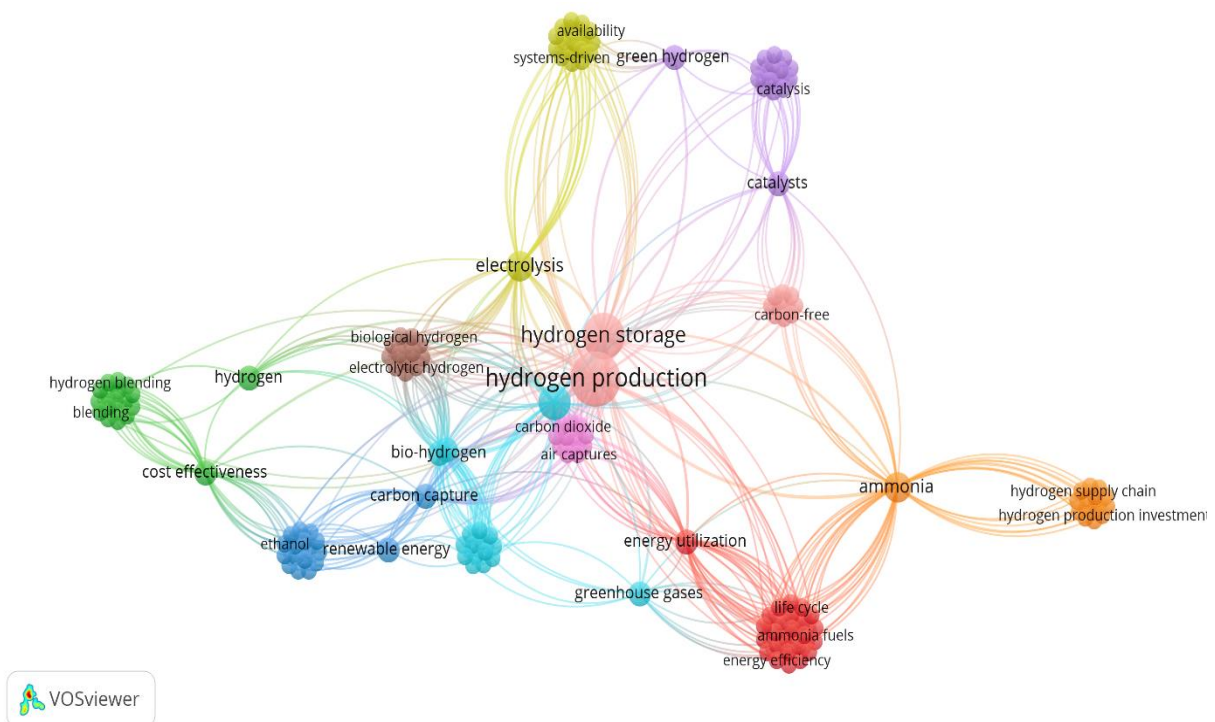 availability
systems-driven
green hydrogen
catalysis
catalysts
electrolysis
carbon-free
hydrogen storage
biological hydrogen
electrolytic hydrogen
hydrogen production
hydrogen
hydrogen blending
blending
carbon dioxide
air captures
bio-hydrogen
cost effectiveness
carbon capture
ammonia
hydrogen supply chain
hydrogen production investment
ethanol
renewable energy
energy utilization
greenhouse gases
life cycle
ammonia fuels
energy efficiency
VOSviewer